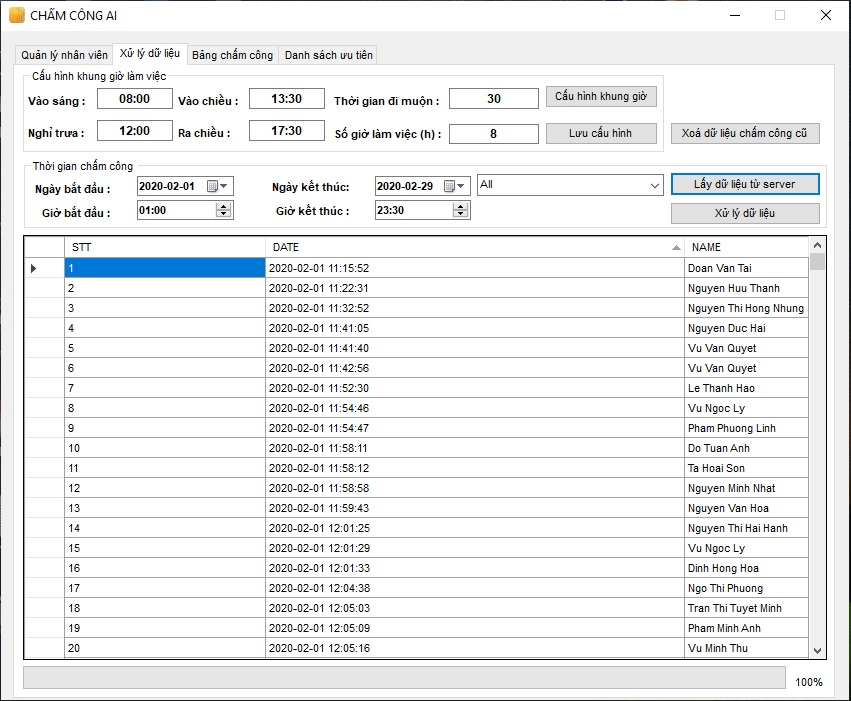 CHẤM CÔNG AI
Quản lý nhân viên Xử lý dữ liệu Bảng chấm công Danh sách ưu tiên
Cấu hình khung giờ làm việc
Vào sáng : 08:00 Vào chiều : 13:30 Thời gian đi muộn : 30 Cấu hình khung giờ
Nghỉ trưa : 12:00 Ra chiều : 17:30 Số giờ làm việc (h) : 8 Lưu cấu hình Xoá dữ liệu chấm công cũ
Thời gian chấm công
Ngày bắt đầu : 2020-02-01 Ngày kết thúc: 2020-02-29 All Lấy dữ liệu từ server
Giờ bắt đầu : 01:00 Giờ kết thúc : 23:30 Xử lý dữ liệu
STT DATE NAME
1 2020-02-01 11:15:52 Doan Van Tai
2 2020-02-01 11:22:31 Nguyen Huu Thanh
3 2020-02-01 11:32:52 Nguyen Thi Hong Nhung
4 2020-02-01 11:41:05 Nguyen Duc Hai
5 2020-02-01 11:41:40 Vu Van Quyet
6 2020-02-01 11:42:56 Vu Van Quyet
7 2020-02-01 11:52:30 Le Thanh Hao
8 2020-02-01 11:54:46 Vu Ngoc Ly
9 2020-02-01 11:54:47 Pham Phuong Linh
10 2020-02-01 11:58:11 Do Tuan Anh
11 2020-02-01 11:58:12 Ta Hoai Son
12 2020-02-01 11:58:58 Nguyen Minh Nhat
13 2020-02-01 11:59:43 Nguyen Van Hoa
14 2020-02-01 12:01:25 Nguyen Thi Hai Hanh
15 2020-02-01 12:01:29 Vu Ngoc Ly
16 2020-02-01 12:01:33 Dinh Hong Hoa
17 2020-02-01 12:04:38 Ngo Thi Phuong
18 2020-02-01 12:05:03 Tran Thi Tuyet Minh
19 2020-02-01 12:05:09 Pham Minh Anh
20 2020-02-01 12:05:16 Vu Minh Thu
100%